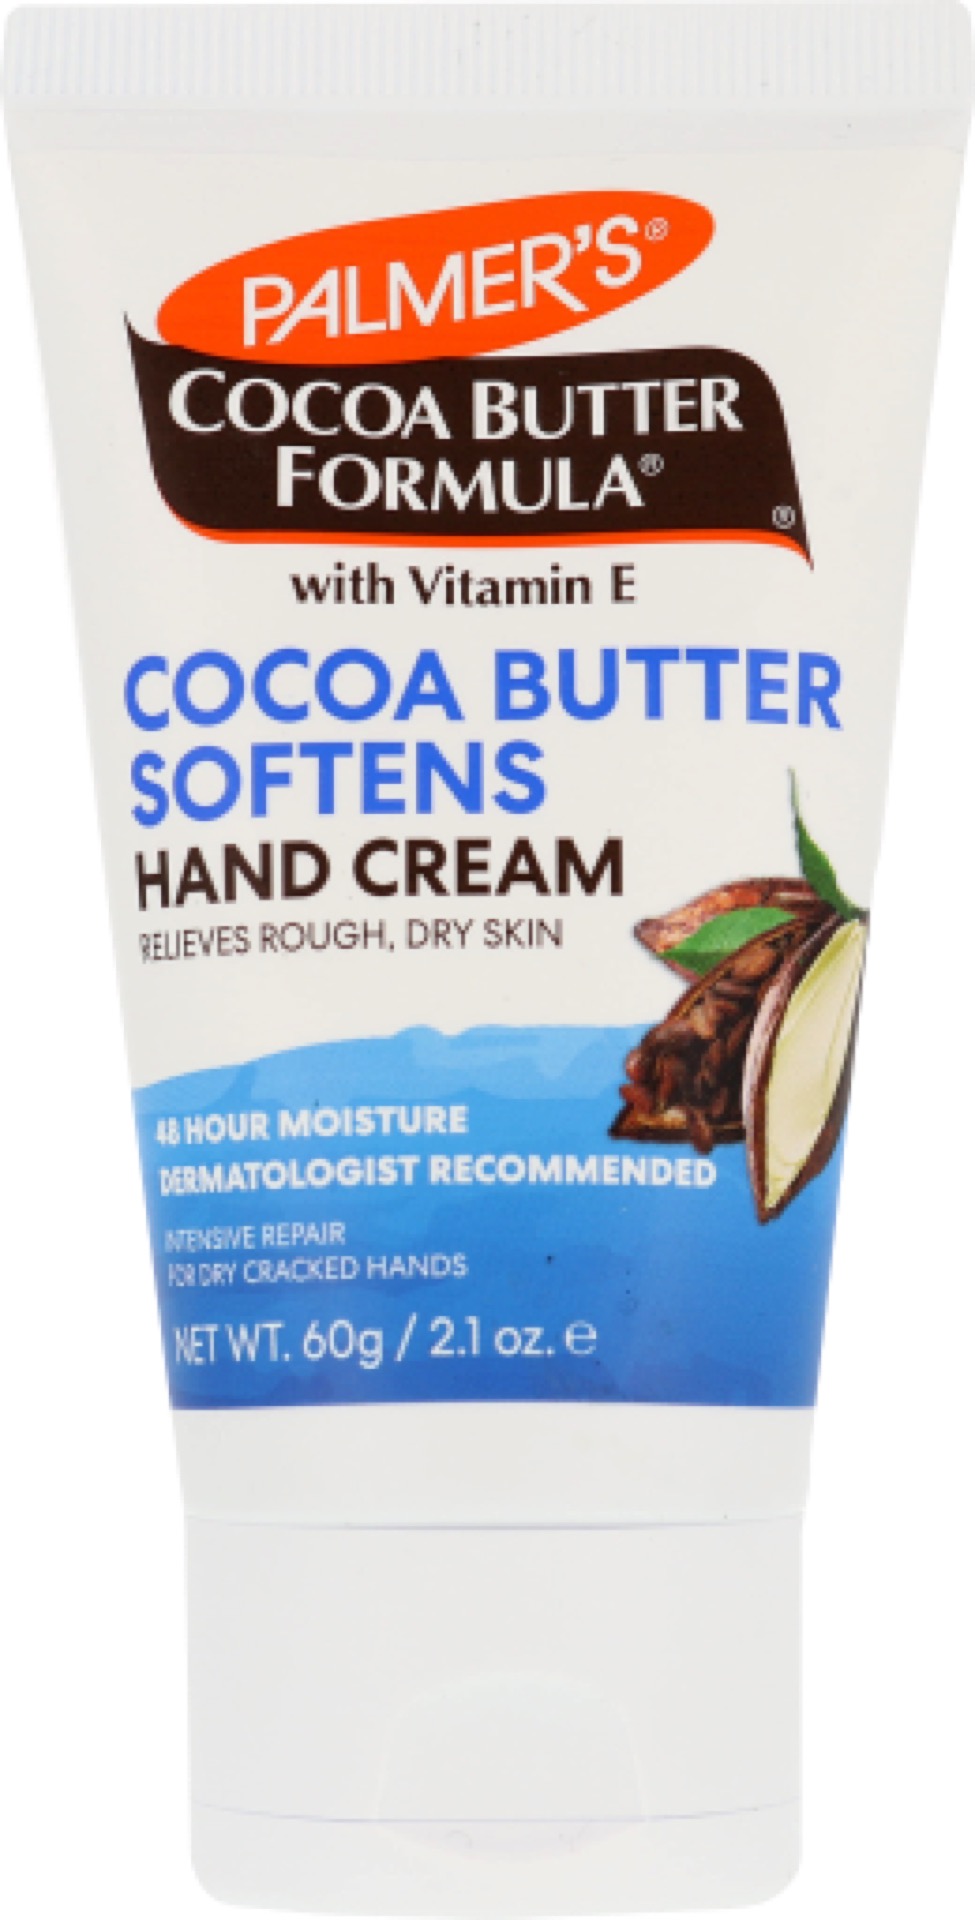 PALMER'S®
COCOA BUTTER
FORMULA®
®
with Vitamin E
COCOA BUTTER
SOFTENS
HAND CREAM
RELIEVES ROUGH, DRY SKIN
48 HOUR MOISTURE
DERMATOLOGIST RECOMMENDED
INTENSIVE REPAIR
FOR DRY CRACKED HANDS
NET WT. 60g / 2.1 oz. ℮